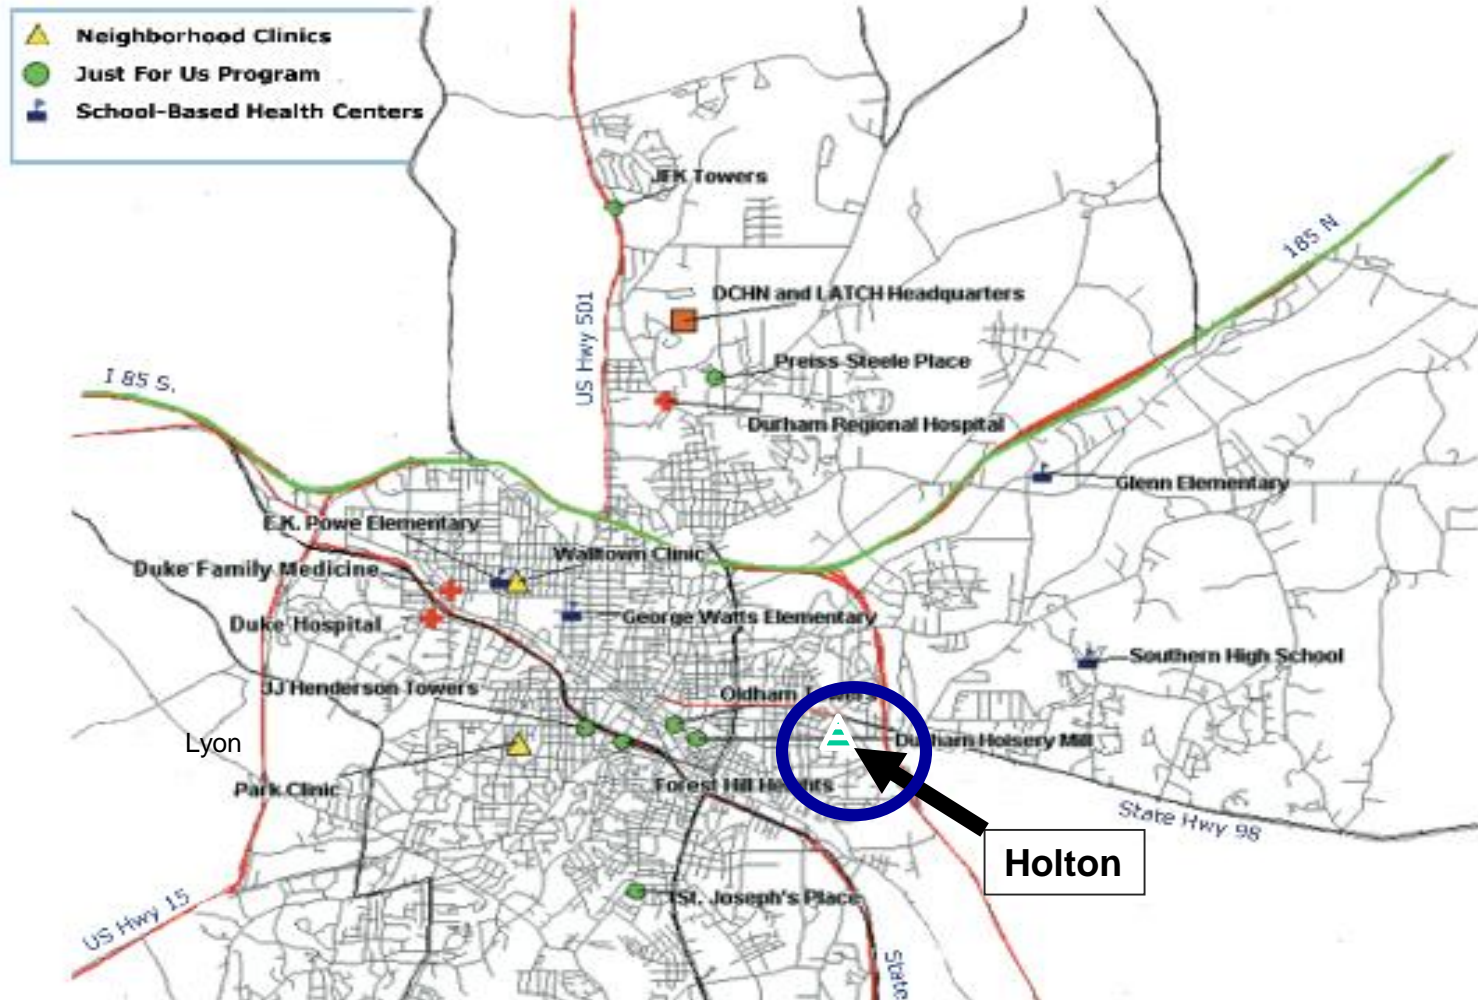 Neighborhood Clinics
Just For Us Program
School-Based Health Centers
JFK Towers
185 N
DCHN and LATCH Headquarters
US Hwy 501
Preiss Steele Place
I 85 S.
Durham Regional Hospital
Glenn Elementary
E.K. Powe Elementary
Walltown Clinic
Duke Family Medicine
George Watts Elementary
Duke Hospital
Southern High School
JJ Henderson Towers
Oldham Towers
Lyon
Durham Hoisery Mill
Park Clinic
Forest Hill Heights
State Hwy 98
Holton
St. Joseph's Place
US Hwy 15
State